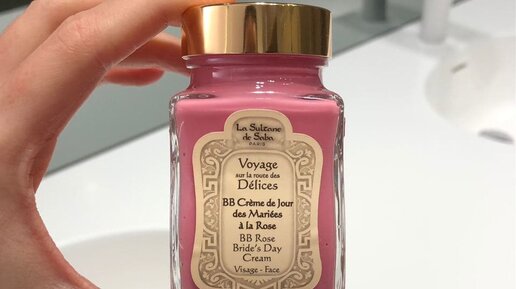 La Sultane
de Saba
PARIS
Voyage
sur la route des
Délices
BB Crème de Jour
des Mariées
à la Rose
BB Rose
Bride's Day
Cream
Visage - Face